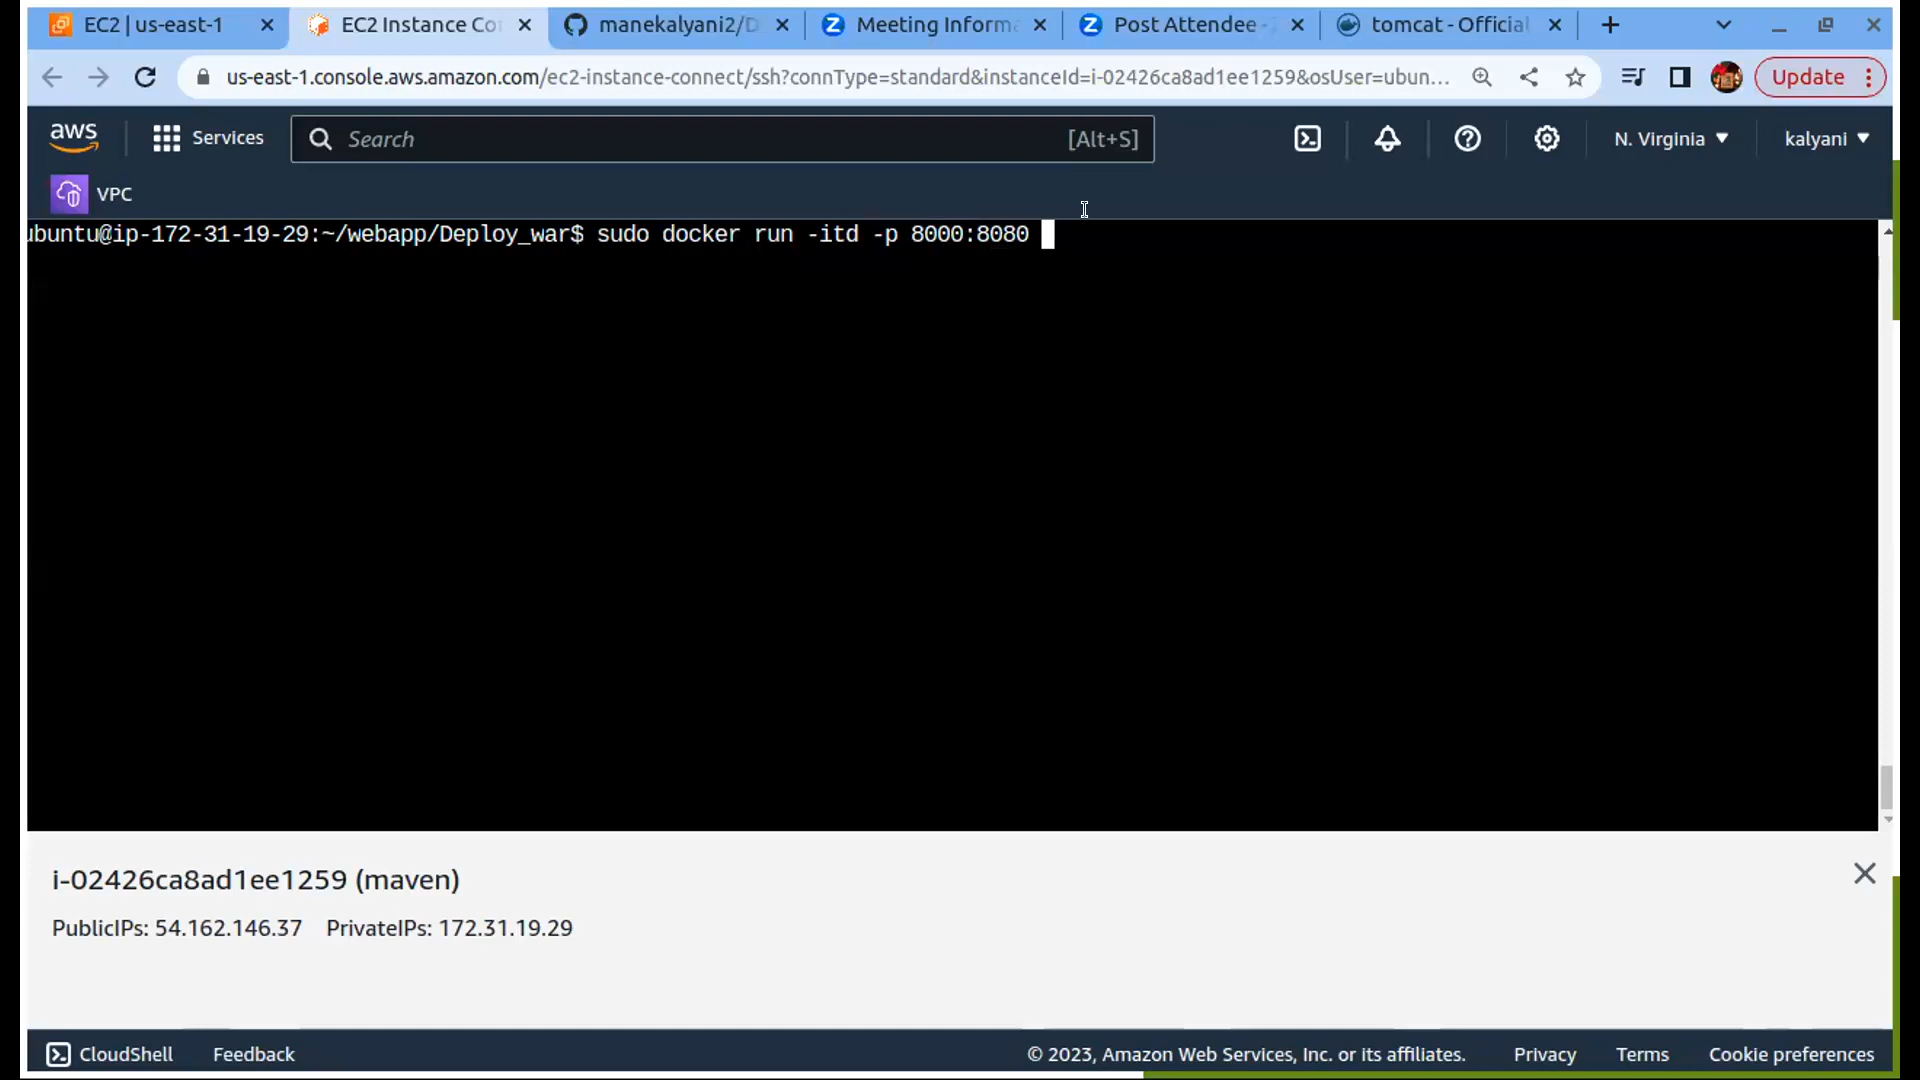 EC2 | us-east-1
EC2 Instance Co
manekalyani2/D
Meeting Inform
Post Attendee -
tomcat - Official
us-east-1.console.aws.amazon.com/ec2-instance-connect/ssh?connType=standard&instanceId=i-02426ca8ad1ee1259&osUser=ubun...
Update
aws
Services
Search
[Alt+S]
N. Virginia
kalyani
VPC
ubuntu@ip-172-31-19-29:~/webapp/Deploy_war$ sudo docker run -itd -p 8000:8080
i-02426ca8ad1ee1259 (maven)
PublicIPs: 54.162.146.37 PrivateIPs: 172.31.19.29
CloudShell
Feedback
© 2023, Amazon Web Services, Inc. or its affiliates.
Privacy
Terms
Cookie preferences